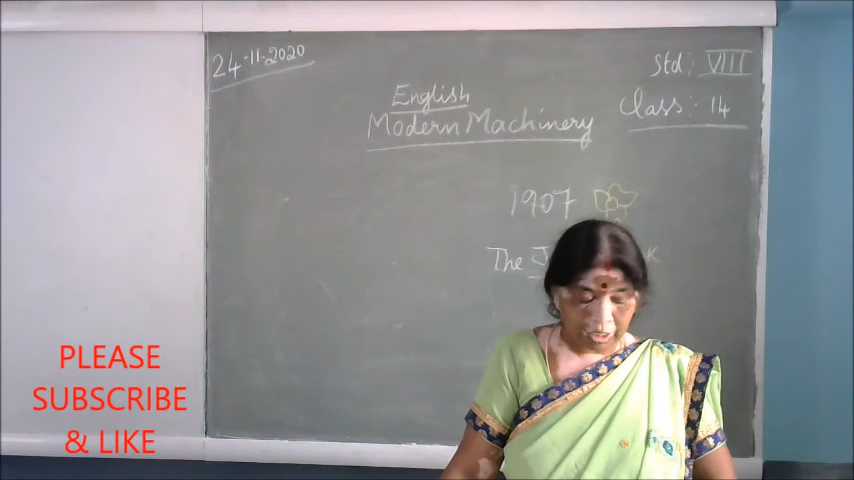 24-11-2020
Std: VIII
English
Class: 14
Modern Machinery
1907
The
PLEASE
SUBSCRIBE
& LIKE